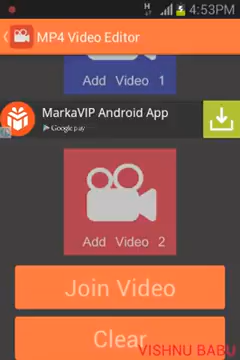 H 4:53PM
MP4 Video Editor
Add Video 1
MarkaVIP Android App
Google play
Add Video 2
Join Video
Clear
VISHNU BABU